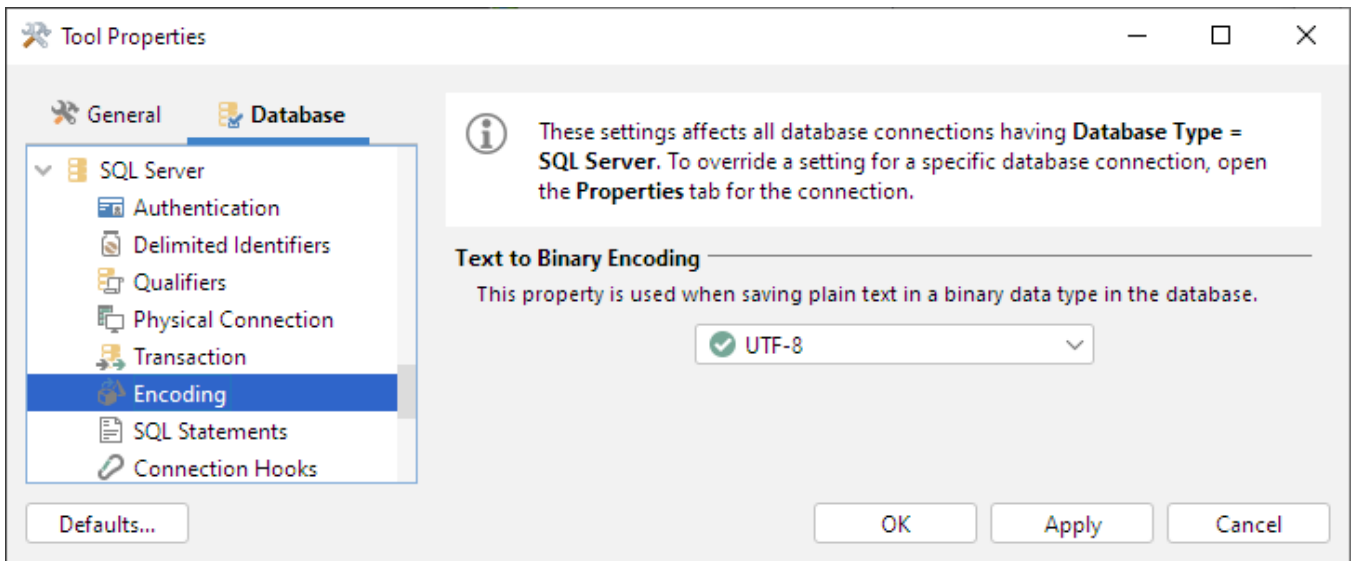 Tool Properties
General
Database
SQL Server
Authentication
Delimited Identifiers
Qualifiers
Physical Connection
Transaction
Encoding
SQL Statements
Connection Hooks
These settings affects all database connections having Database Type =
SQL Server. To override a setting for a specific database connection, open
the Properties tab for the connection.
Text to Binary Encoding
This property is used when saving plain text in a binary data type in the database.
UTF-8
Defaults...
OK
Apply
Cancel